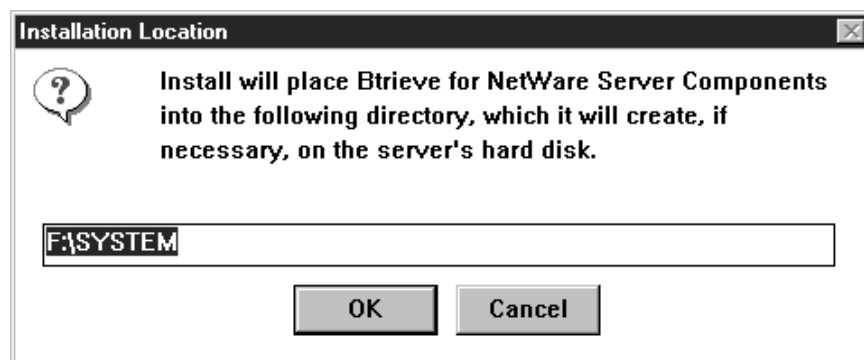 Installation Location
Install will place Btrieve for NetWare Server Components
into the following directory, which it will create, if
necessary, on the server's hard disk.
F:\SYSTEM
OK
Cancel